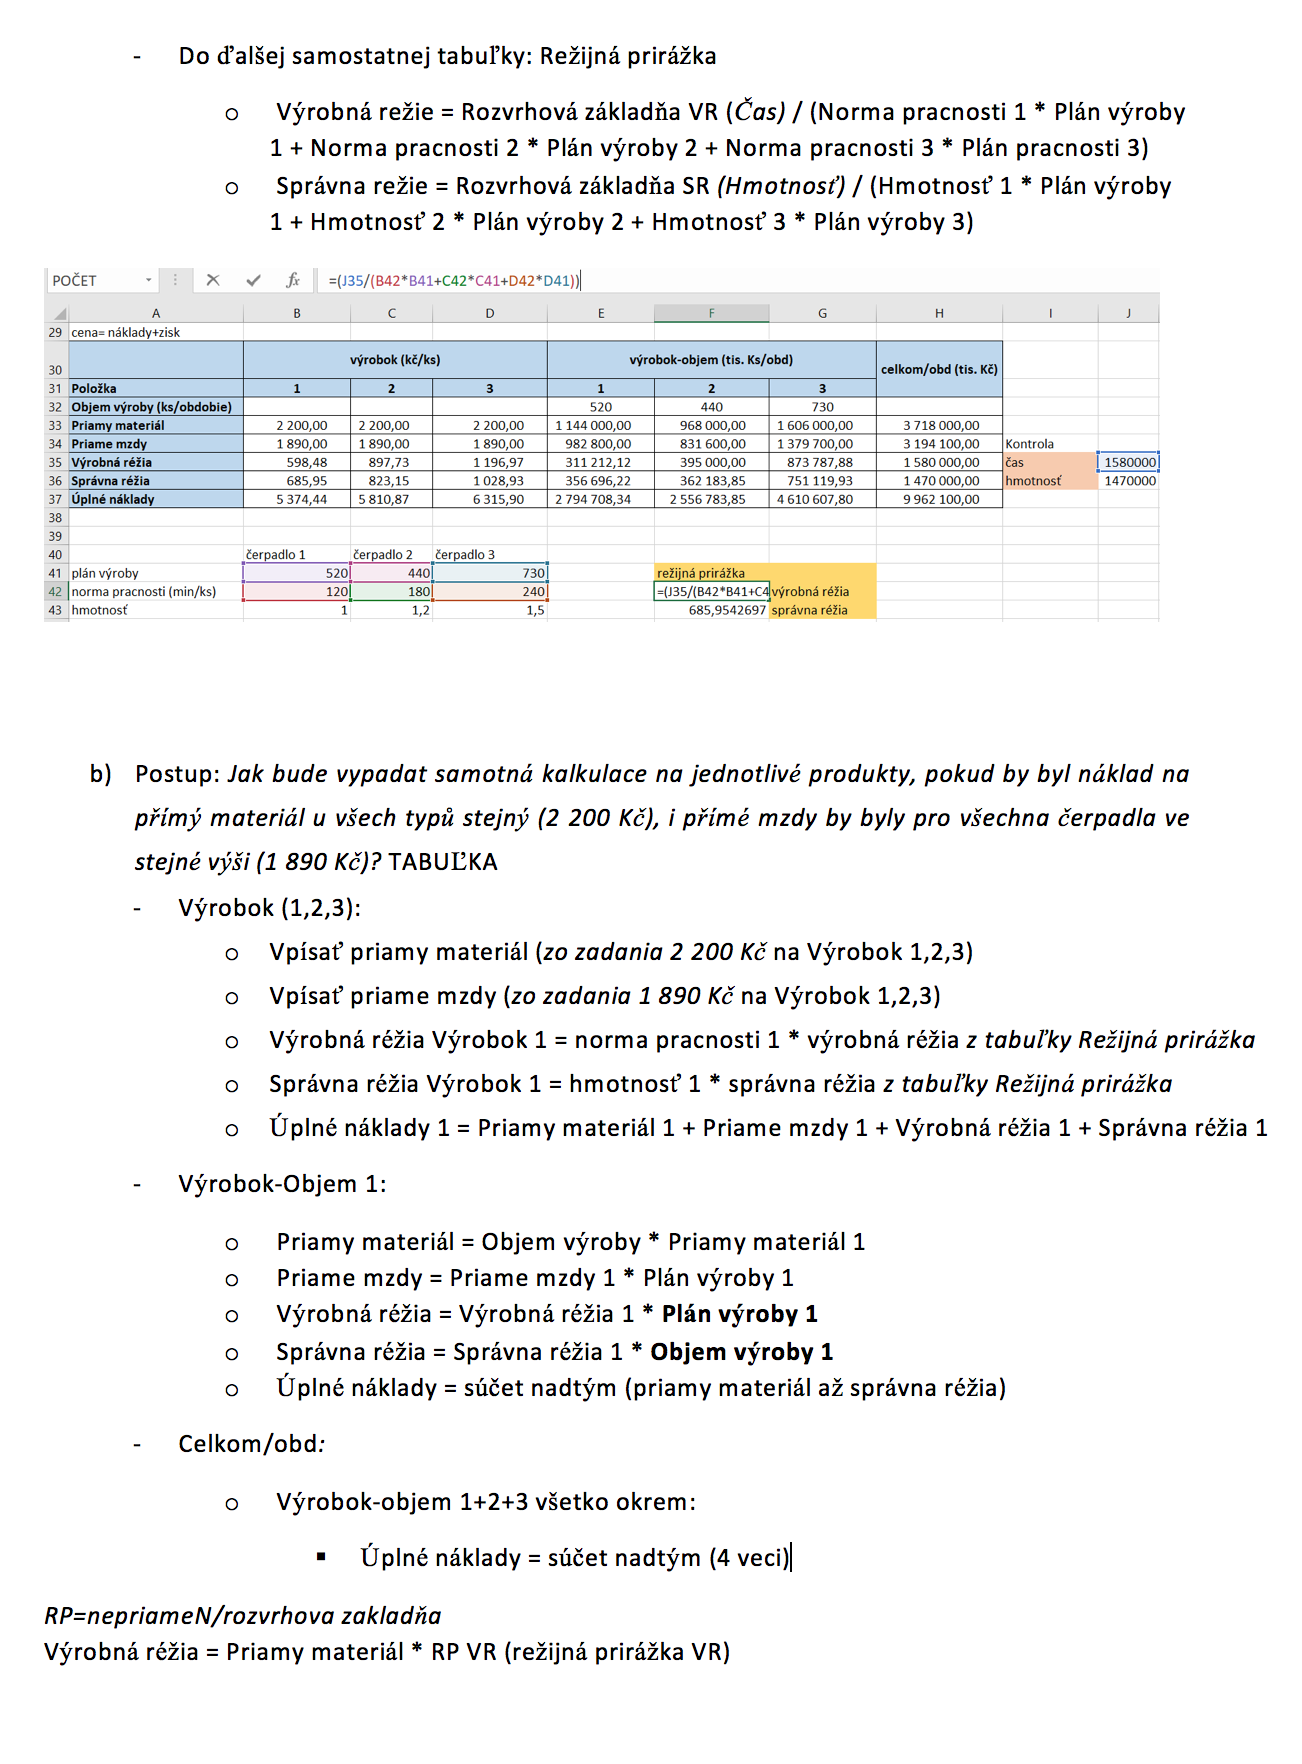 - Do ďalšej samostatnej tabuľky: Režijná prirážka
o Výrobná režie = Rozvrhová základňa VR (Čas) / (Norma pracnosti 1 * Plán výroby
1 + Norma pracnosti 2 * Plán výroby 2 + Norma pracnosti 3 * Plán pracnosti 3)
o Správna režie = Rozvrhová základňa SR (Hmotnosť) / (Hmotnosť 1 * Plán výroby
1 + Hmotnosť 2 * Plán výroby 2 + Hmotnosť 3 * Plán výroby 3)
POČET fx =(J35/(B42*B41+C42*C41+D42*D41))
A B C D E F G H I J
29 cena= náklady+zisk
30 výrobok (kč/ks) výrobok-objem (tis. Ks/obd) celkom/obd (tis. Kč)
31 Položka 1 2 3 1 2 3
32 Objem výroby (ks/obdobie) 520 440 730
33 Priamy materiál 2 200,00 2 200,00 2 200,00 1 144 000,00 968 000,00 1 606 000,00 3 718 000,00
34 Priame mzdy 1 890,00 1 890,00 1 890,00 982 800,00 831 600,00 1 379 700,00 3 194 100,00 Kontrola
35 Výrobná réžia 598,48 897,73 1 196,97 311 212,12 395 000,00 873 787,88 1 580 000,00 čas 1580000
36 Správna réžia 685,95 823,15 1 028,93 356 696,22 362 183,85 751 119,93 1 470 000,00 hmotnosť 1470000
37 Úplné náklady 5 374,44 5 810,87 6 315,90 2 794 708,34 2 556 783,85 4 610 607,80 9 962 100,00
38
39
40 čerpadlo 1 čerpadlo 2 čerpadlo 3
41 plán výroby 520 440 730 režijná prirážka
42 norma pracnosti (min/ks) 120 180 240 =(J35/(B42*B41+C4 výrobná réžia
43 hmotnosť 1 1,2 1,5 685,9542697 správna réžia
b) Postup: Jak bude vypadat samotná kalkulace na jednotlivé produkty, pokud by byl náklad na
přímý materiál u všech typů stejný (2 200 Kč), i přímé mzdy by byly pro všechna čerpadla ve
stejné výši (1 890 Kč)? TABUĽKA
- Výrobok (1,2,3):
o Vpísať priamy materiál (zo zadania 2 200 Kč na Výrobok 1,2,3)
o Vpísať priame mzdy (zo zadania 1 890 Kč na Výrobok 1,2,3)
o Výrobná réžia Výrobok 1 = norma pracnosti 1 * výrobná réžia z tabuľky Režijná prirážka
o Správna réžia Výrobok 1 = hmotnosť 1 * správna réžia z tabuľky Režijná prirážka
o Úplné náklady 1 = Priamy materiál 1 + Priame mzdy 1 + Výrobná réžia 1 + Správna réžia 1
- Výrobok-Objem 1:
o Priamy materiál = Objem výroby * Priamy materiál 1
o Priame mzdy = Priame mzdy 1 * Plán výroby 1
o Výrobná réžia = Výrobná réžia 1 * Plán výroby 1
o Správna réžia = Správna réžia 1 * Objem výroby 1
o Úplné náklady = súčet nadtým (priamy materiál až správna réžia)
- Celkom/obd:
o Výrobok-objem 1+2+3 všetko okrem:
▪ Úplné náklady = súčet nadtým (4 veci)
RP=nepriameN/rozvrhova zakladňa
Výrobná réžia = Priamy materiál * RP VR (režijná prirážka VR)